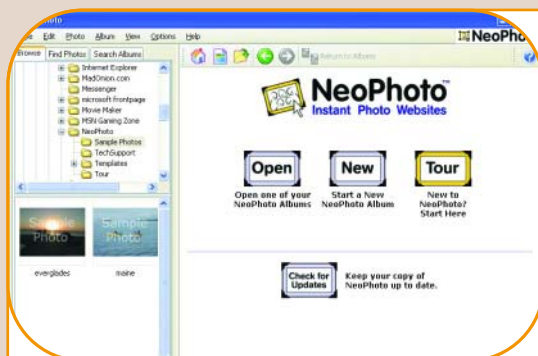 Edit Photo Album View Options Help
NeoPho
Browse Find Photos Search Albums
Return to Album
Internet Explorer
MadOnion.com
Messenger
microsoft frontpage
Movie Maker
MSN Gaming Zone
NeoPhoto
Sample Photos
TechSupport
Templates
Tour
Sample Photo
Sample Photo
everglades
maine
NeoPhoto™
Instant Photo Websites
Open
New
Tour
Open one of your
NeoPhoto Albums
Start a New
NeoPhoto Album
New to
NeoPhoto?
Start Here
Check for
Updates
Keep your copy of
NeoPhoto up to date.